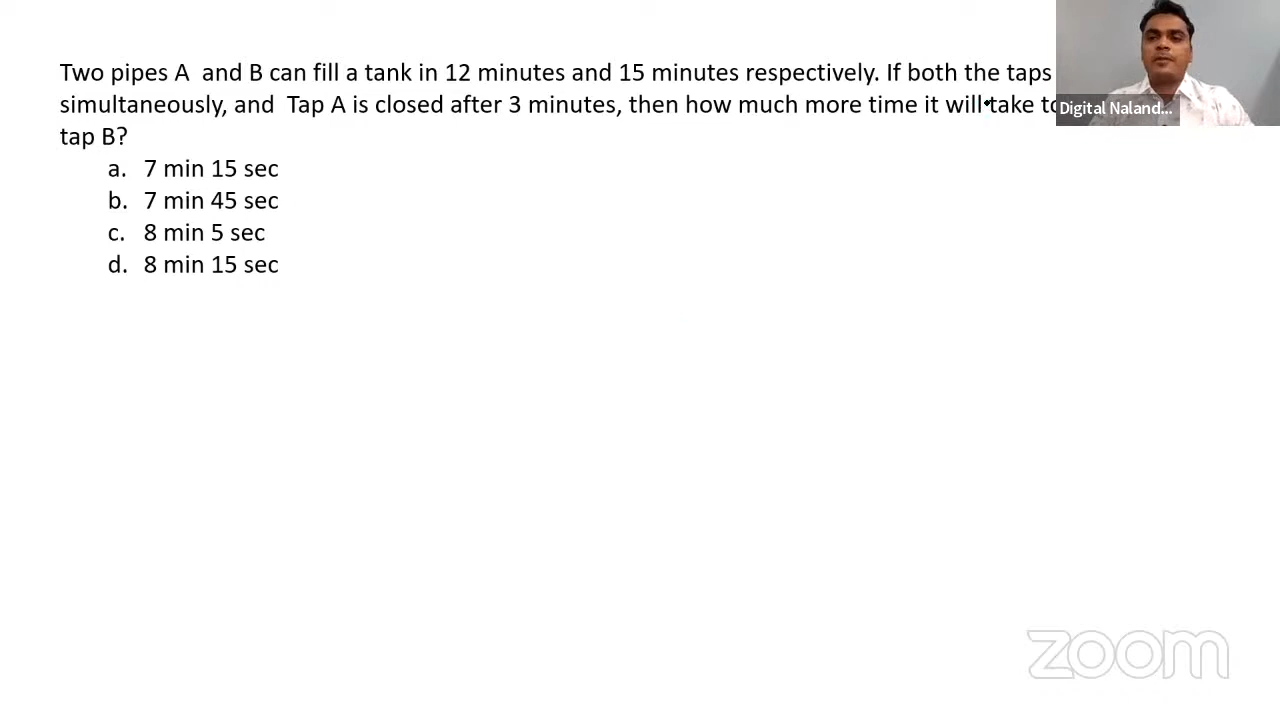 Two pipes A  and B can fill a tank in 12 minutes and 15 minutes respectively. If both the taps
simultaneously, and  Tap A is closed after 3 minutes, then how much more time it will take
tap B?
a. 7 min 15 sec
b. 7 min 45 sec
c. 8 min 5 sec
d. 8 min 15 sec
Digital Naland...
zoom